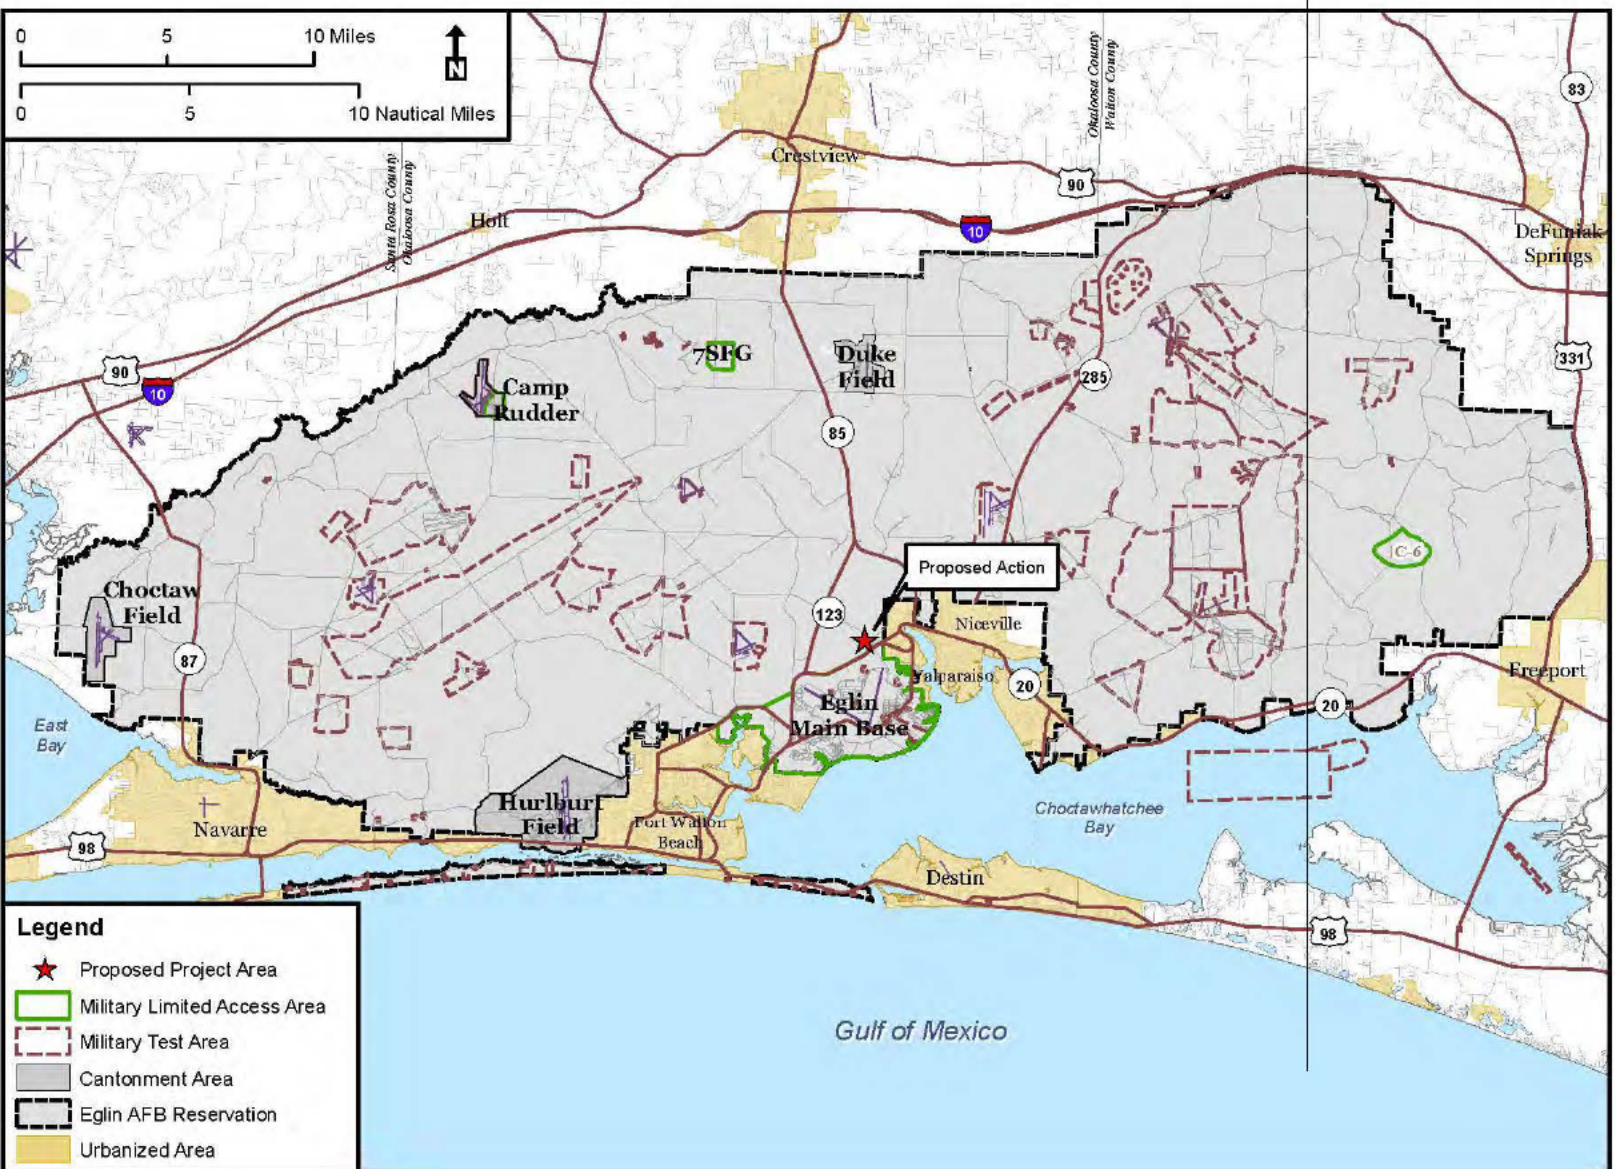 0 5 10 Miles
N
0 5 10 Nautical Miles
Okaloosa County
Walton County
83
Crestview
90
Santa Rosa County
Okaloosa County
Holt
10
DeFuniak
Springs
7SFG
Duke
Field
90
10
Camp
Rudder
285
331
85
JC-6
Proposed Action
Choctaw
Field
123
Niceville
87
Valparaiso
20
Freeport
Eglin
Main Base
20
East
Bay
Hurlburt
Field
Choctawhatchee
Bay
Navarre
Fort Walton
Beach
98
Destin
98
Legend
Proposed Project Area
Military Limited Access Area
Military Test Area
Cantonment Area
Eglin AFB Reservation
Urbanized Area
Gulf of Mexico